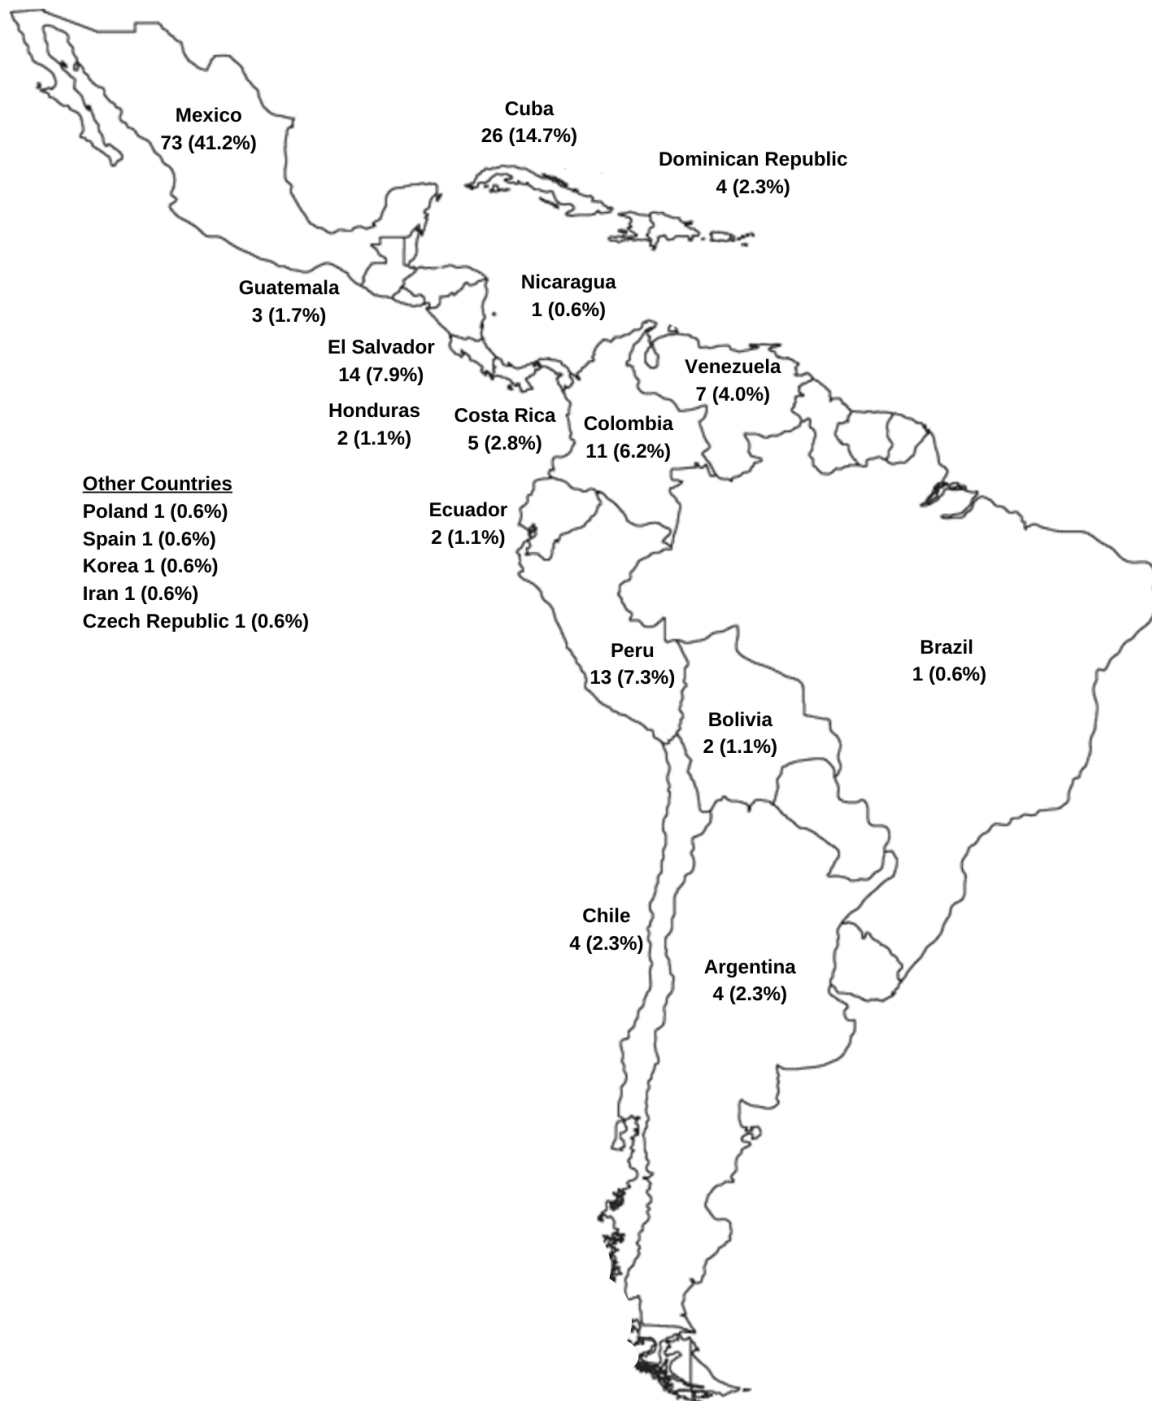 Mexico
73 (41.2%)
Cuba
26 (14.7%)
Dominican Republic
4 (2.3%)
Guatemala
3 (1.7%)
Nicaragua
1 (0.6%)
El Salvador
14 (7.9%)
Honduras
2 (1.1%)
Costa Rica
5 (2.8%)
Venezuela
7 (4.0%)
Colombia
11 (6.2%)
Other Countries
Poland 1 (0.6%)
Spain 1 (0.6%)
Korea 1 (0.6%)
Iran 1 (0.6%)
Czech Republic 1 (0.6%)
Ecuador
2 (1.1%)
Peru
13 (7.3%)
Brazil
1 (0.6%)
Bolivia
2 (1.1%)
Chile
4 (2.3%)
Argentina
4 (2.3%)